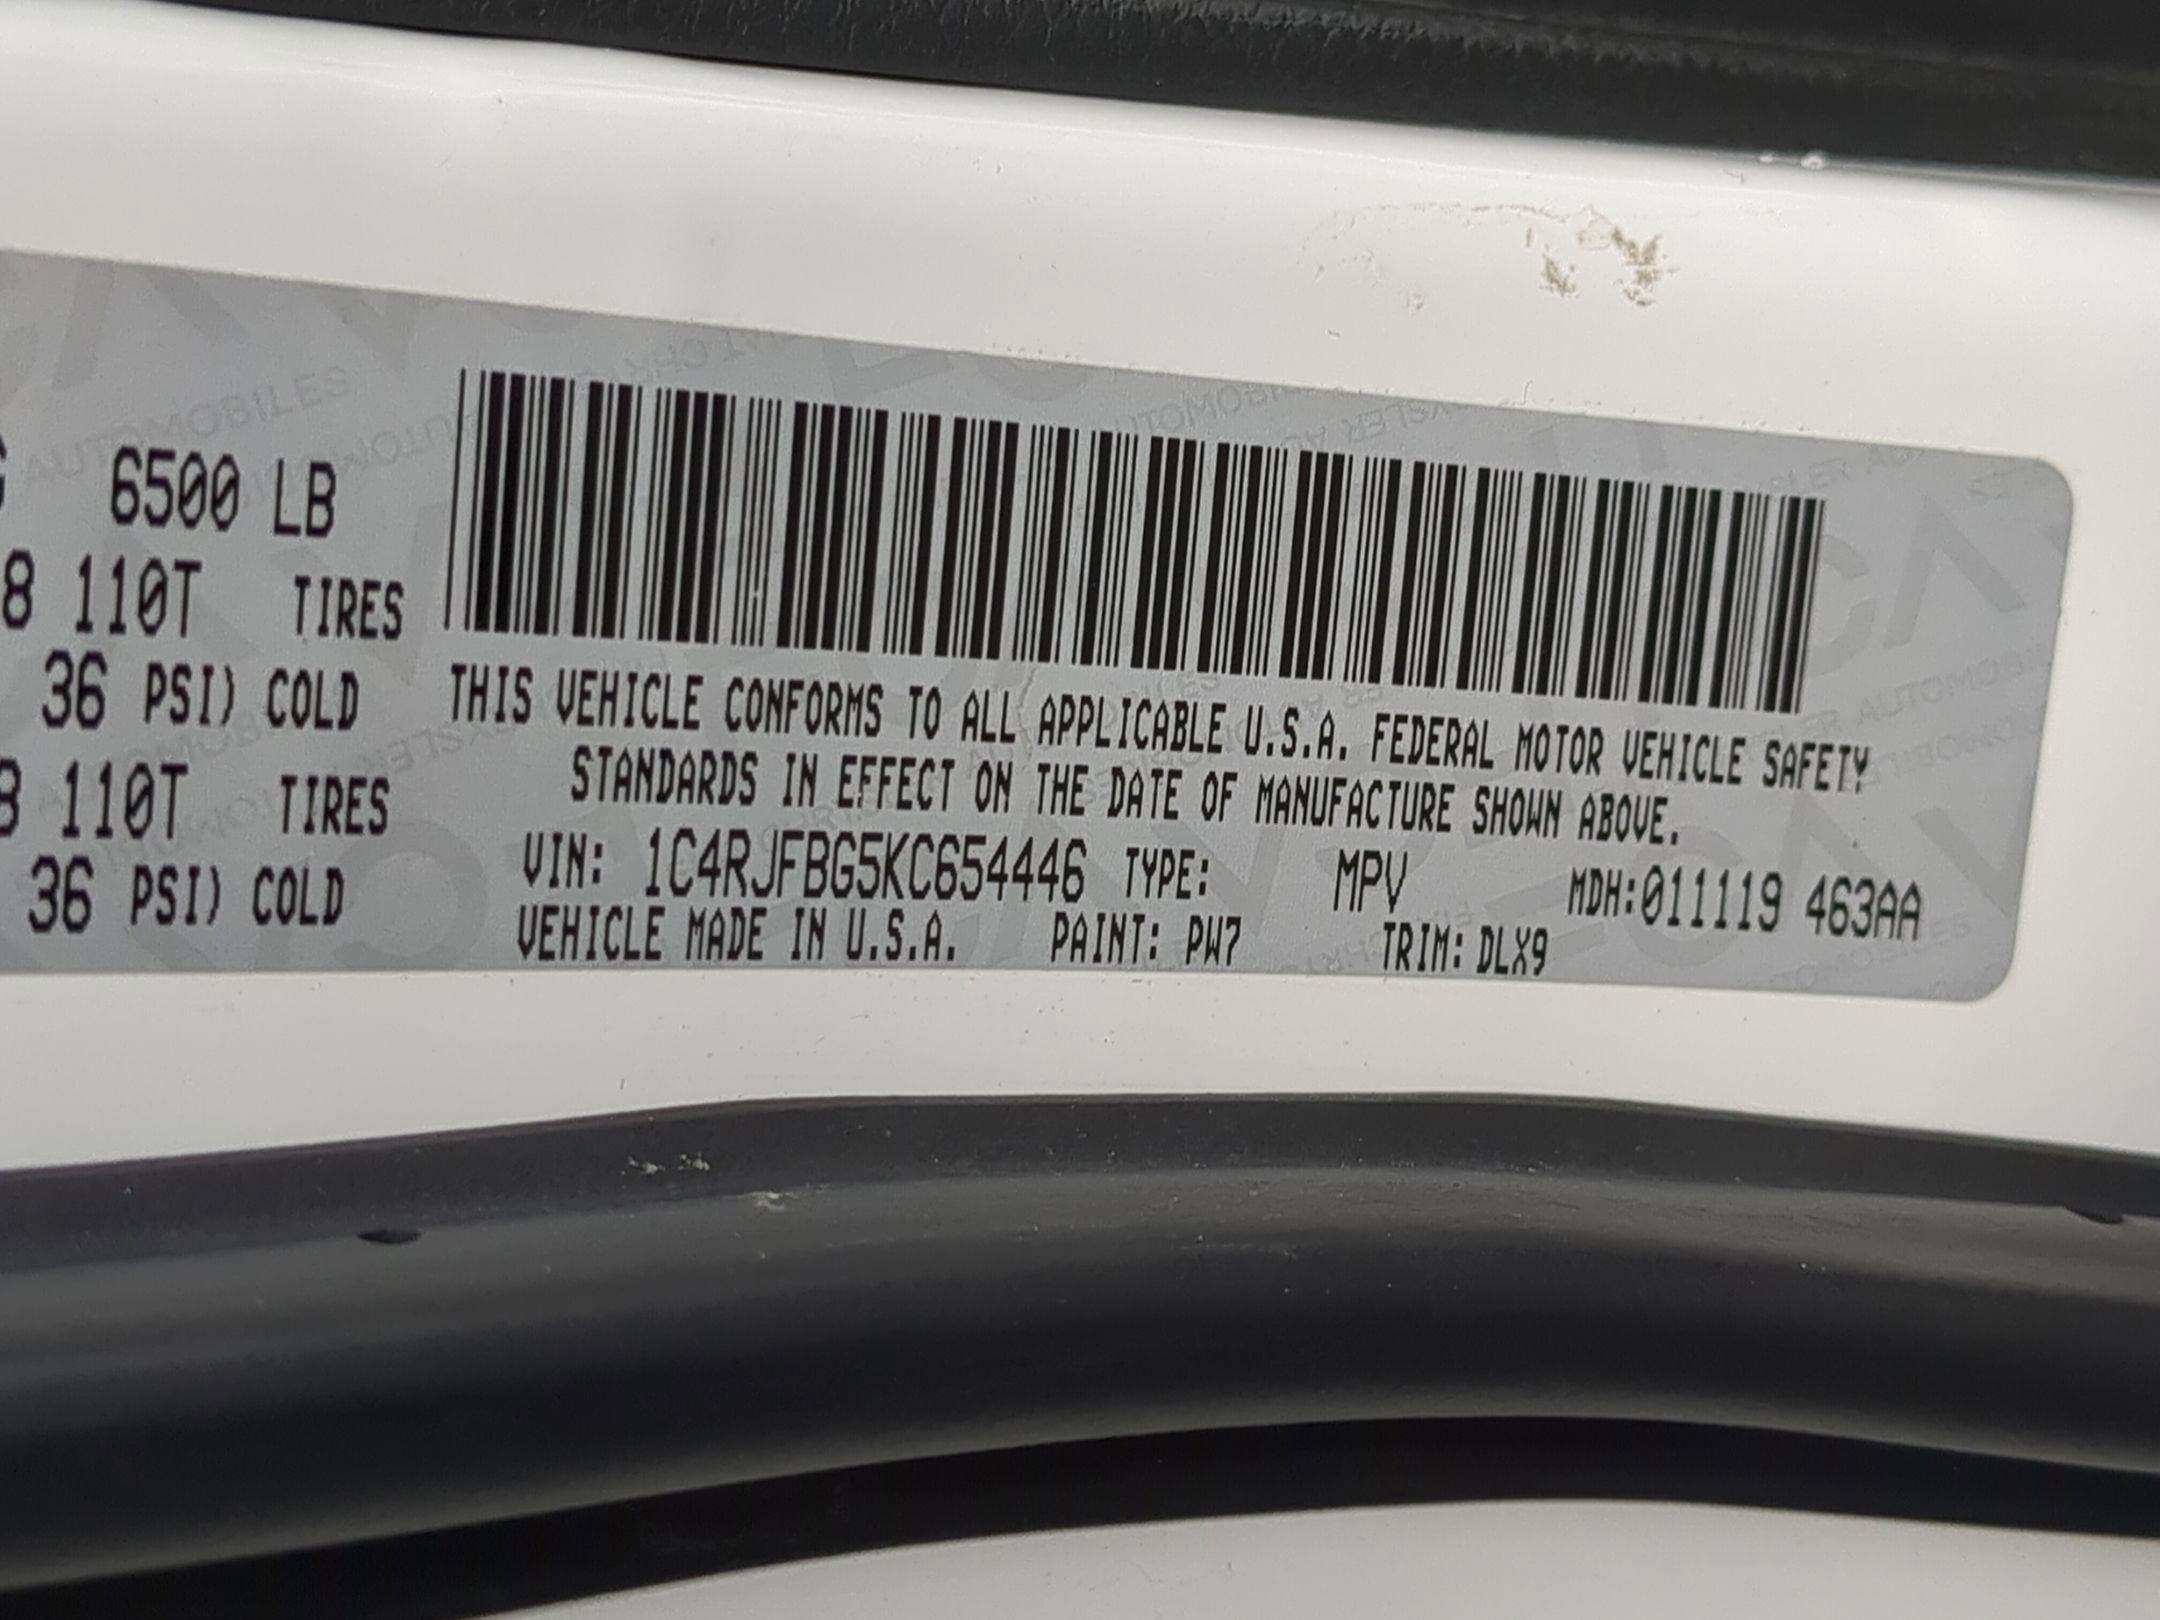 6500 LB
8 110T TIRES
36 PSI) COLD
110T TIRES
36 PSI) COLD
THIS VEHICLE CONFORMS TO ALL APPLICABLE U.S.A. FEDERAL MOTOR VEHICLE SAFETY
STANDARDS IN EFFECT ON THE DATE OF MANUFACTURE SHOWN ABOVE.
VIN: 1C4RJFBG5KC654446 TYPE: MPV MDH:011119 463AA
VEHICLE MADE IN U.S.A. PAINT: PW7 TRIM: DLX9